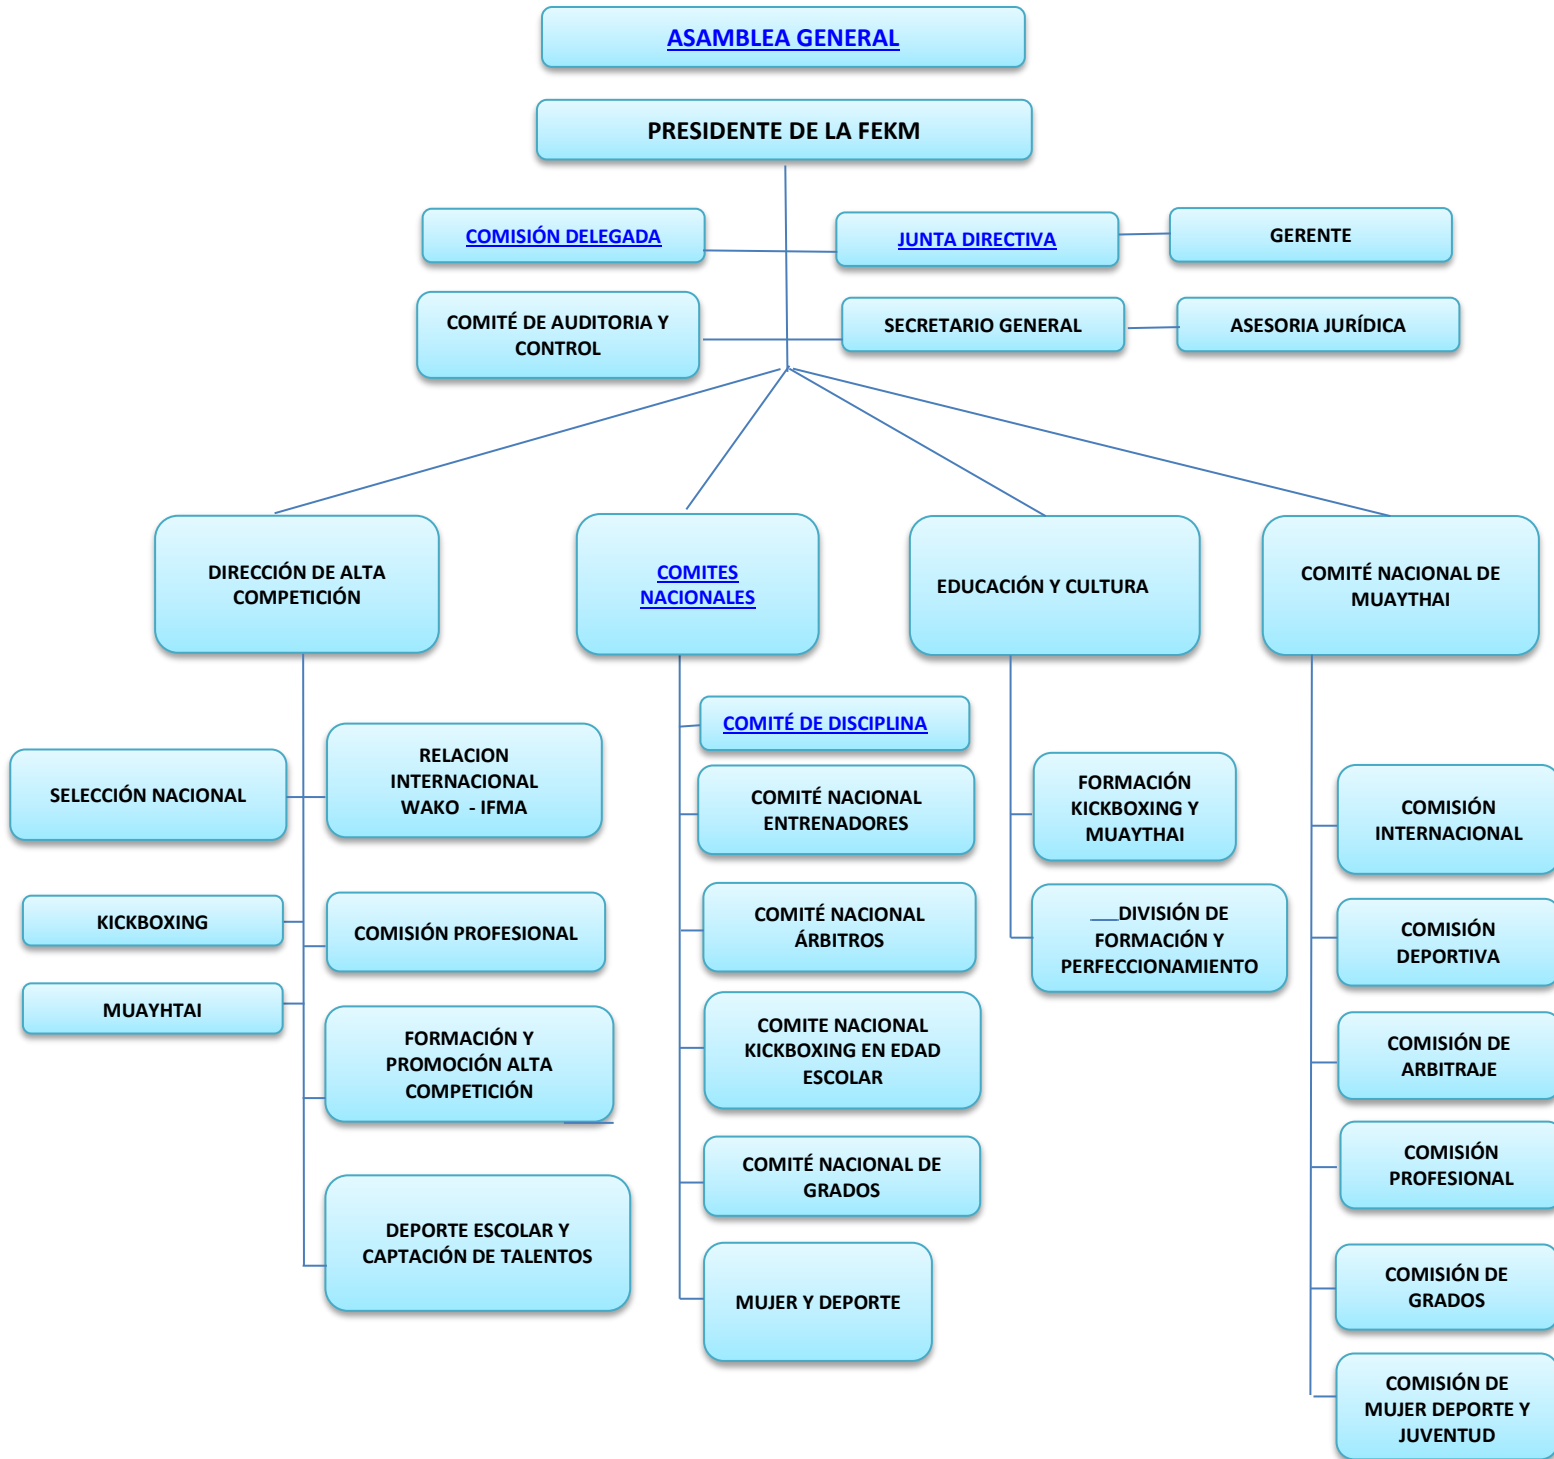 ASAMBLEA GENERAL
PRESIDENTE DE LA FEKM
COMISIÓN DELEGADA
JUNTA DIRECTIVA
GERENTE
COMITÉ DE AUDITORIA Y
CONTROL
SECRETARIO GENERAL
ASESORIA JURÍDICA
DIRECCIÓN DE ALTA
COMPETICIÓN
COMITES
NACIONALES
EDUCACIÓN Y CULTURA
COMITÉ NACIONAL DE
MUAYTHAI
SELECCIÓN NACIONAL
RELACION
INTERNACIONAL
WAKO - IFMA
KICKBOXING
COMISIÓN PROFESIONAL
MUAYHTAI
FORMACIÓN Y
PROMOCIÓN ALTA
COMPETICIÓN
DEPORTE ESCOLAR Y
CAPTACIÓN DE TALENTOS
COMITÉ DE DISCIPLINA
COMITÉ NACIONAL
ENTRENADORES
COMITÉ NACIONAL
ÁRBITROS
COMITE NACIONAL
KICKBOXING EN EDAD
ESCOLAR
COMITÉ NACIONAL DE
GRADOS
MUJER Y DEPORTE
FORMACIÓN
KICKBOXING Y
MUAYTHAI
DIVISIÓN DE
FORMACIÓN Y
PERFECCIONAMIENTO
COMISIÓN
INTERNACIONAL
COMISIÓN
DEPORTIVA
COMISIÓN DE
ARBITRAJE
COMISIÓN
PROFESIONAL
COMISIÓN DE
GRADOS
COMISIÓN DE
MUJER DEPORTE Y
JUVENTUD